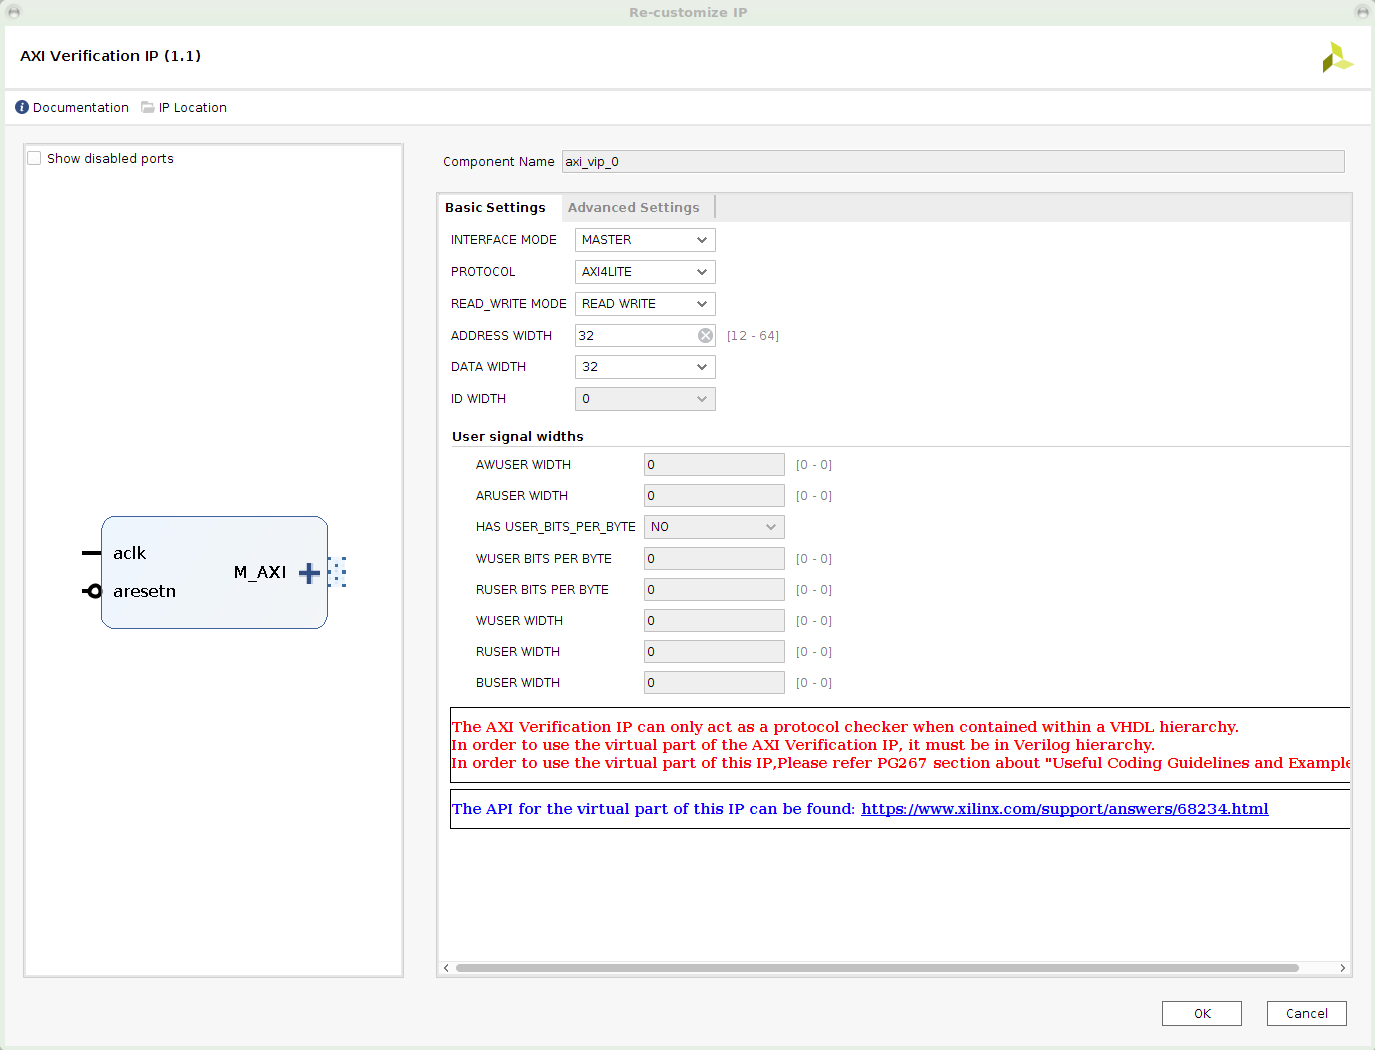 Re-customize IP
AXI Verification IP (1.1)
Documentation IP Location
Show disabled ports
aclk
aresetn
M_AXI
Component Name axi_vip_0
Basic Settings Advanced Settings
INTERFACE MODE MASTER
PROTOCOL AXI4LITE
READ_WRITE MODE READ WRITE
ADDRESS WIDTH 32 [12 - 64]
DATA WIDTH 32
ID WIDTH 0
User signal widths
AWUSER WIDTH 0 [0 - 0]
ARUSER WIDTH 0 [0 - 0]
HAS USER_BITS_PER_BYTE NO
WUSER BITS PER BYTE 0 [0 - 0]
RUSER BITS PER BYTE 0 [0 - 0]
WUSER WIDTH 0 [0 - 0]
RUSER WIDTH 0 [0 - 0]
BUSER WIDTH 0 [0 - 0]
The AXI Verification IP can only act as a protocol checker when contained within a VHDL hierarchy.
In order to use the virtual part of the AXI Verification IP, it must be in Verilog hierarchy.
In order to use the virtual part of this IP,Please refer PG267 section about "Useful Coding Guidelines and Example
The API for the virtual part of this IP can be found: https://www.xilinx.com/support/answers/68234.html
OK Cancel